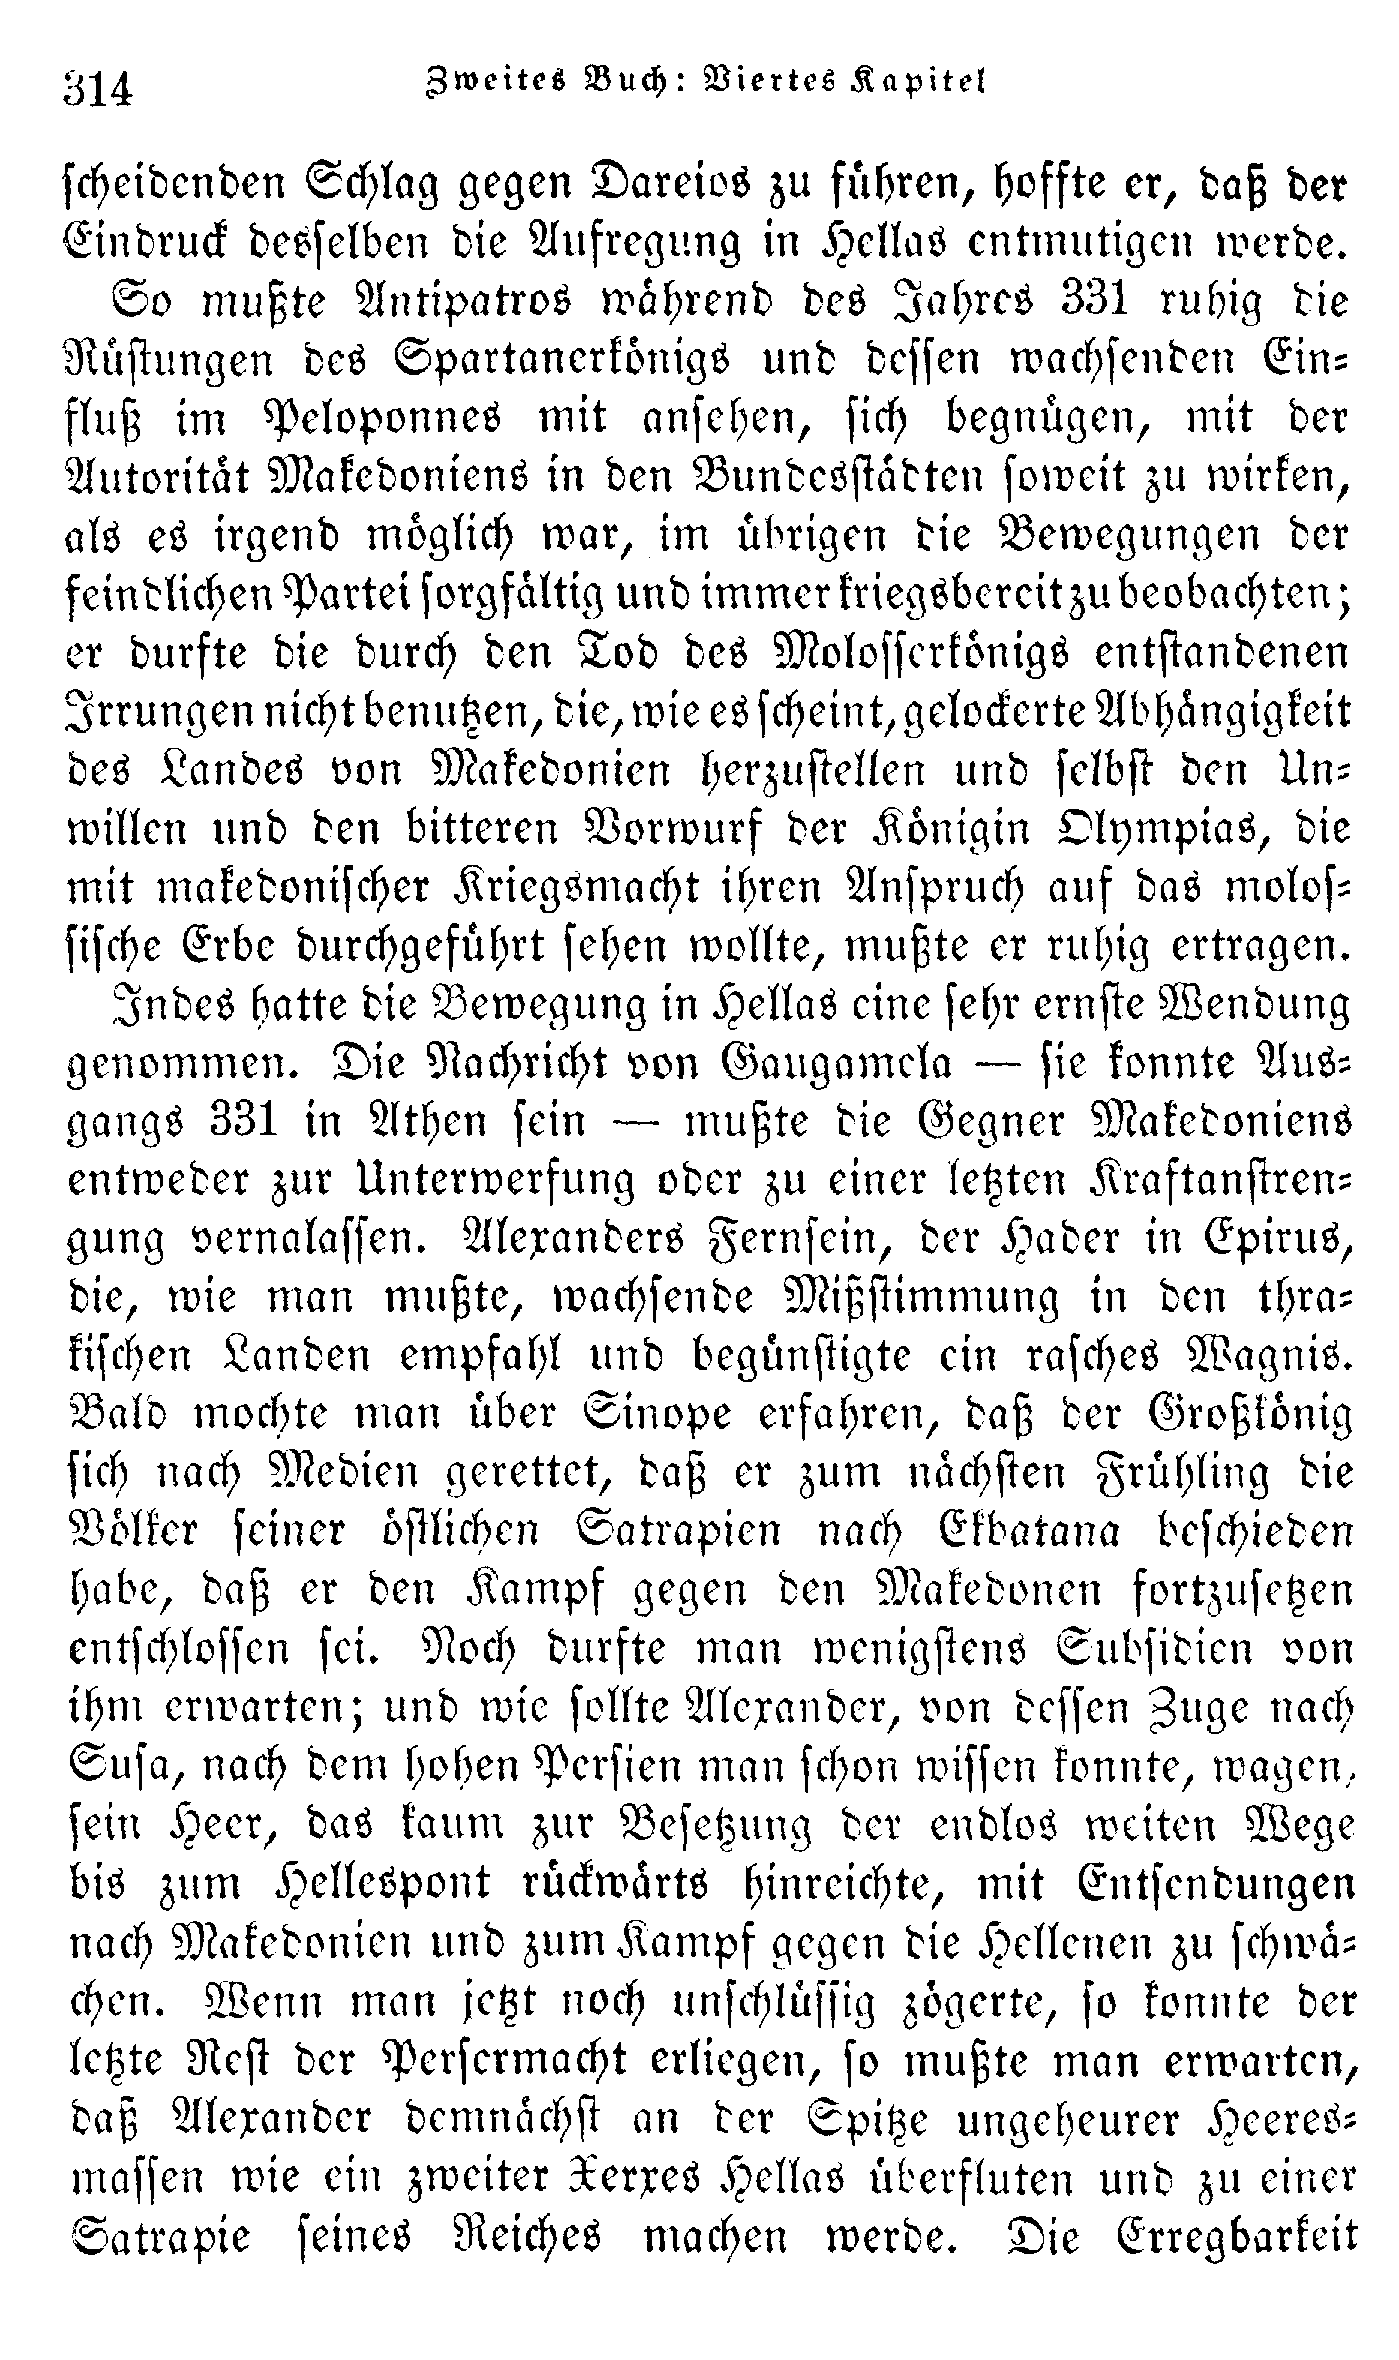 314
Zweites Buch: Viertes Kapitel
scheidenden Schlag gegen Dareios zu führen, hoffte er, daß der
Eindruck desselben die Aufregung in Hellas entmutigen werde.
So mußte Antipatros während des Jahres 331 ruhig die
Rüstungen des Spartanerkönigs und dessen wachsenden Ein-
fluß im Peloponnes mit ansehen, sich begnügen, mit der
Autorität Makedoniens in den Bundesstädten soweit zu wirken,
als es irgend möglich war, im übrigen die Bewegungen der
feindlichen Partei sorgfältig und immer kriegsbereit zu beobachten;
er durfte die durch den Tod des Molosserkönigs entstandenen
Irrungen nicht benutzen, die, wie es scheint, gelockerte Abhängigkeit
des Landes von Makedonien herzustellen und selbst den Un-
willen und den bitteren Vorwurf der Königin Olympias, die
mit makedonischer Kriegsmacht ihren Anspruch auf das molos-
sische Erbe durchgeführt sehen wollte, mußte er ruhig ertragen.
Indes hatte die Bewegung in Hellas eine sehr ernste Wendung
genommen. Die Nachricht von Gaugamela — sie konnte Aus-
gangs 331 in Athen sein — mußte die Gegner Makedoniens
entweder zur Unterwerfung oder zu einer letzten Kraftanstren-
gung vernalassen. Alexanders Fernsein, der Hader in Epirus,
die, wie man mußte, wachsende Mißstimmung in den thra-
kischen Landen empfahl und begünstigte ein rasches Wagnis.
Bald mochte man über Sinope erfahren, daß der Großkönig
sich nach Medien gerettet, daß er zum nächsten Frühling die
Völker seiner östlichen Satrapien nach Ekbatana beschieden
habe, daß er den Kampf gegen den Makedonen fortzusetzen
entschlossen sei. Noch durfte man wenigstens Subsidien von
ihm erwarten; und wie sollte Alexander, von dessen Zuge nach
Susa, nach dem hohen Persien man schon wissen konnte, wagen,
sein Heer, das kaum zur Besetzung der endlos weiten Wege
bis zum Hellespont rückwärts hinreichte, mit Entsendungen
nach Makedonien und zum Kampf gegen die Hellenen zu schwä-
chen. Wenn man jetzt noch unschlüssig zögerte, so konnte der
letzte Rest der Persermacht erliegen, so mußte man erwarten,
daß Alexander demnächst an der Spitze ungeheurer Heeres-
massen wie ein zweiter Xerxes Hellas überfluten und zu einer
Satrapie seines Reiches machen werde. Die Erregbarkeit